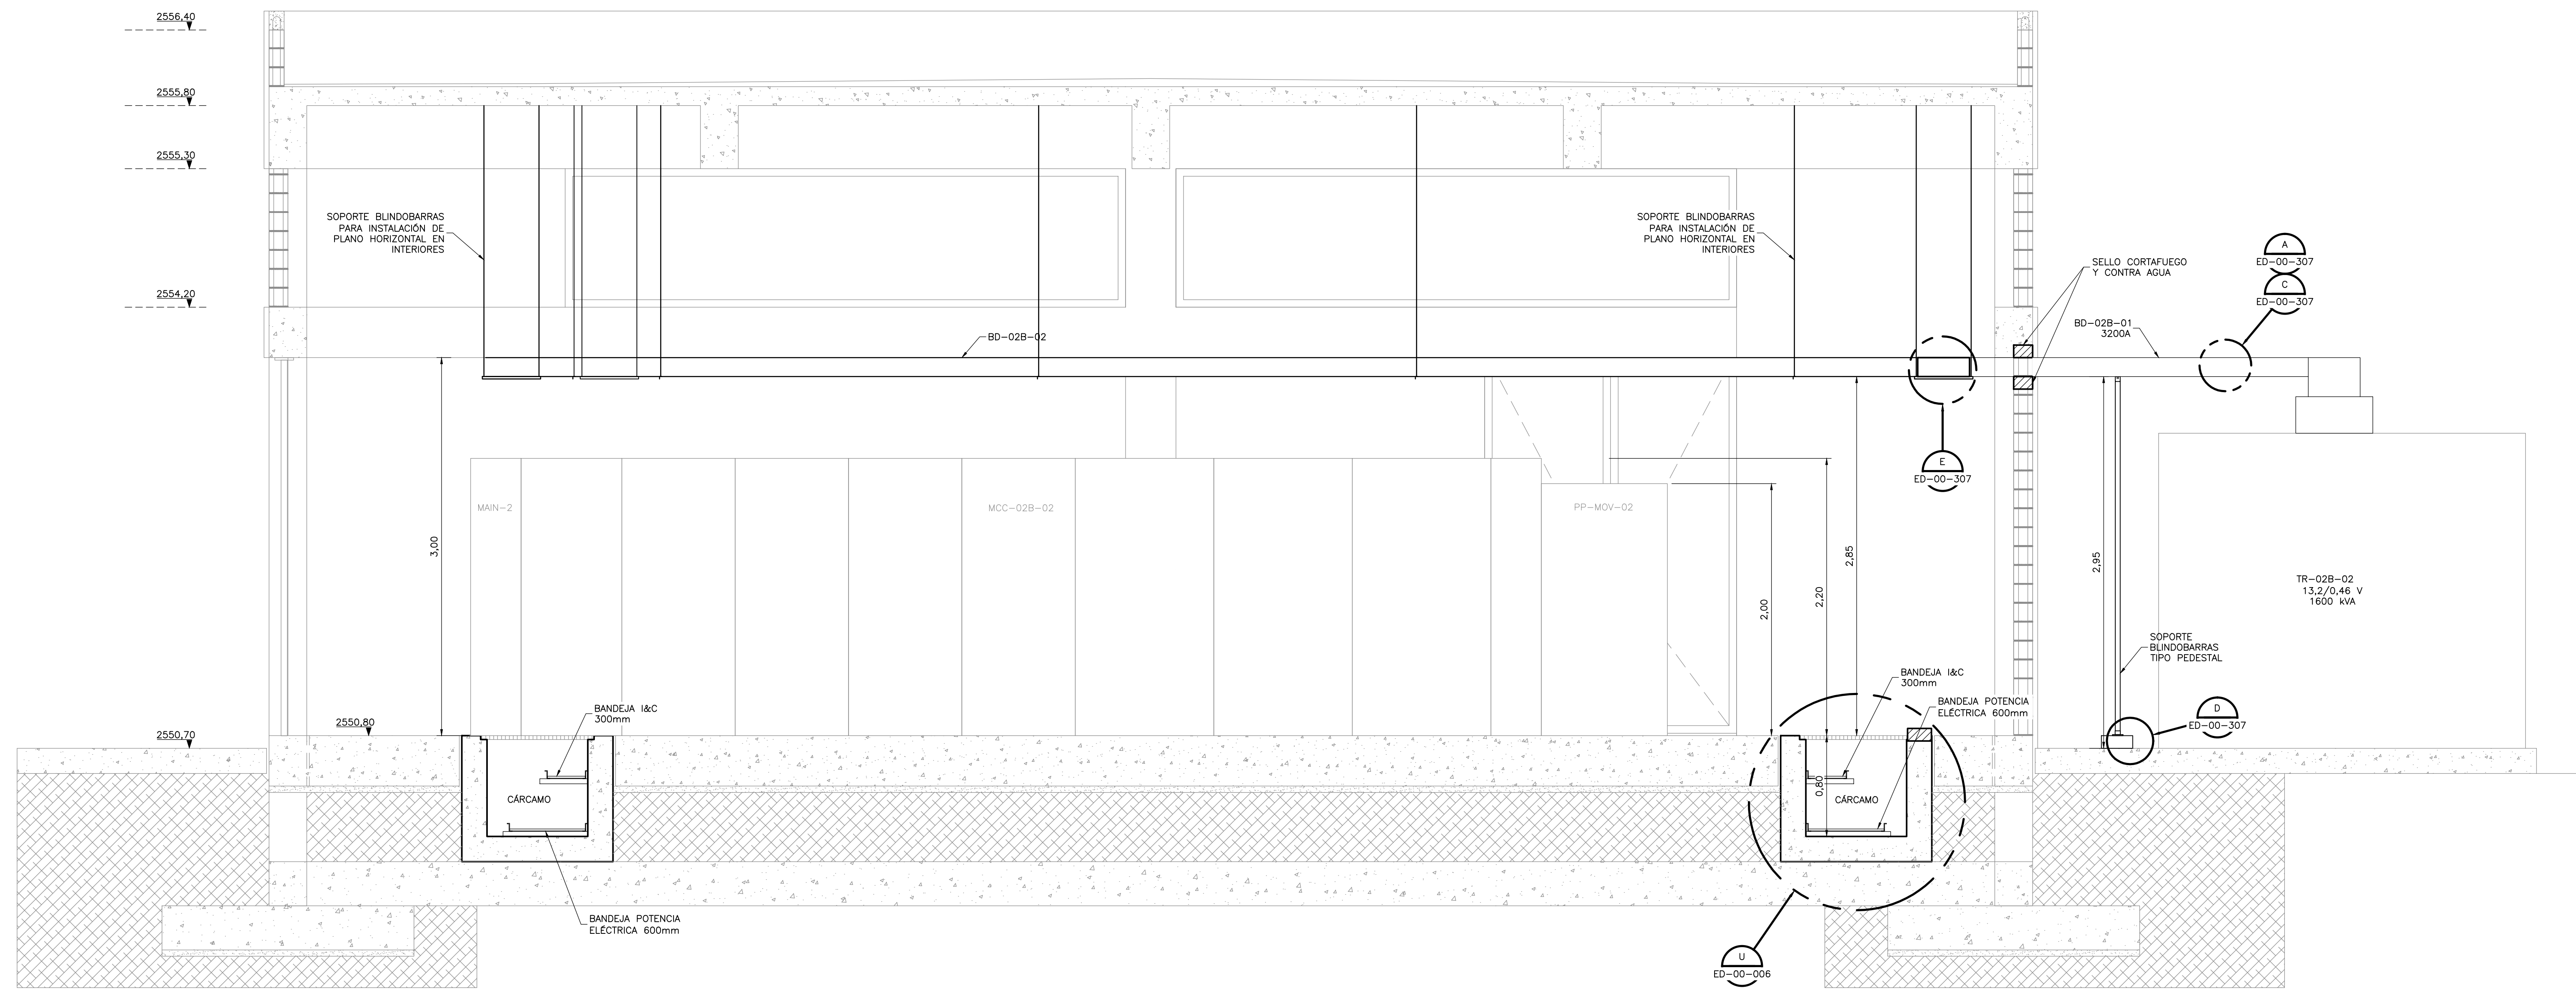 2556,40
2555,80
2555,30
2554,20
SOPORTE BLINDOBARRAS
PARA INSTALACIÓN DE
PLANO HORIZONTAL EN
INTERIORES
SOPORTE BLINDOBARRAS
PARA INSTALACIÓN DE
PLANO HORIZONTAL EN
INTERIORES
SELLO CORTAFUEGO
Y CONTRA AGUA
A
ED-00-307
C
ED-00-307
BD-02B-01
3200A
BD-02B-02
E
ED-00-307
MAIN-2
MCC-02B-02
PP-MOV-02
3,00
2,00
2,20
2,85
2,95
TR-02B-02
13,2/0,46 V
1600 kVA
SOPORTE
BLINDOBARRAS
TIPO PEDESTAL
BANDEJA I&C
300mm
BANDEJA POTENCIA
ELÉCTRICA 600mm
D
ED-00-307
BANDEJA I&C
300mm
2550,80
2550,70
CÁRCAMO
0,80
CÁRCAMO
BANDEJA POTENCIA
ELÉCTRICA 600mm
U
ED-00-006